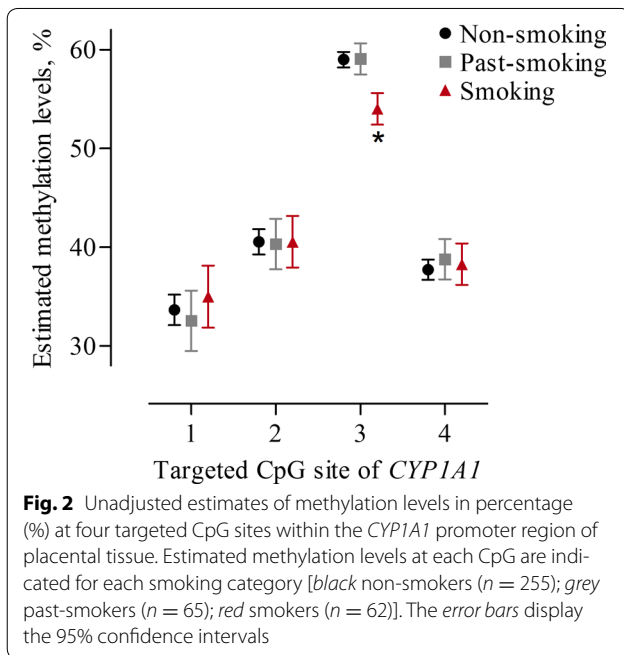 Non-smoking
Past-smoking
Smoking
Estimated methylation levels, %
60
50
40
30
*
1 2 3 4
Targeted CpG site of CYP1A1
Fig. 2 Unadjusted estimates of methylation levels in percentage
(%) at four targeted CpG sites within the CYP1A1 promoter region of
placental tissue. Estimated methylation levels at each CpG are indi-
cated for each smoking category [black non-smokers (n = 255); grey
past-smokers (n = 65); red smokers (n = 62)]. The error bars display
the 95% confidence intervals